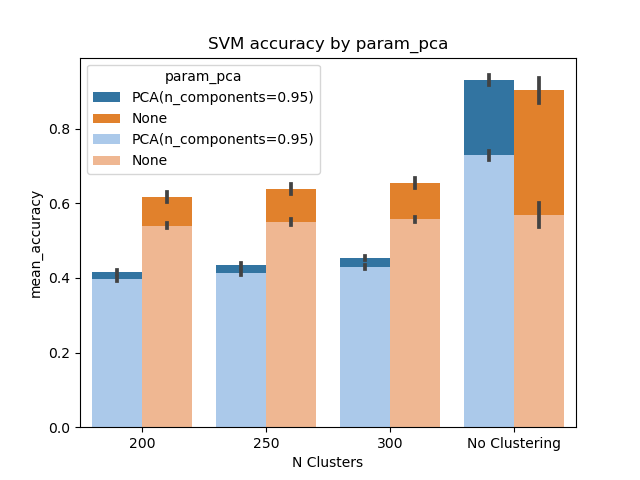 SVM accuracy by param_pca
param_pca
PCA(n_components=0.95)
None
PCA(n_components=0.95)
None
mean_accuracy
0.8
0.6
0.4
0.2
0.0
200
250
300
No Clustering
N Clusters